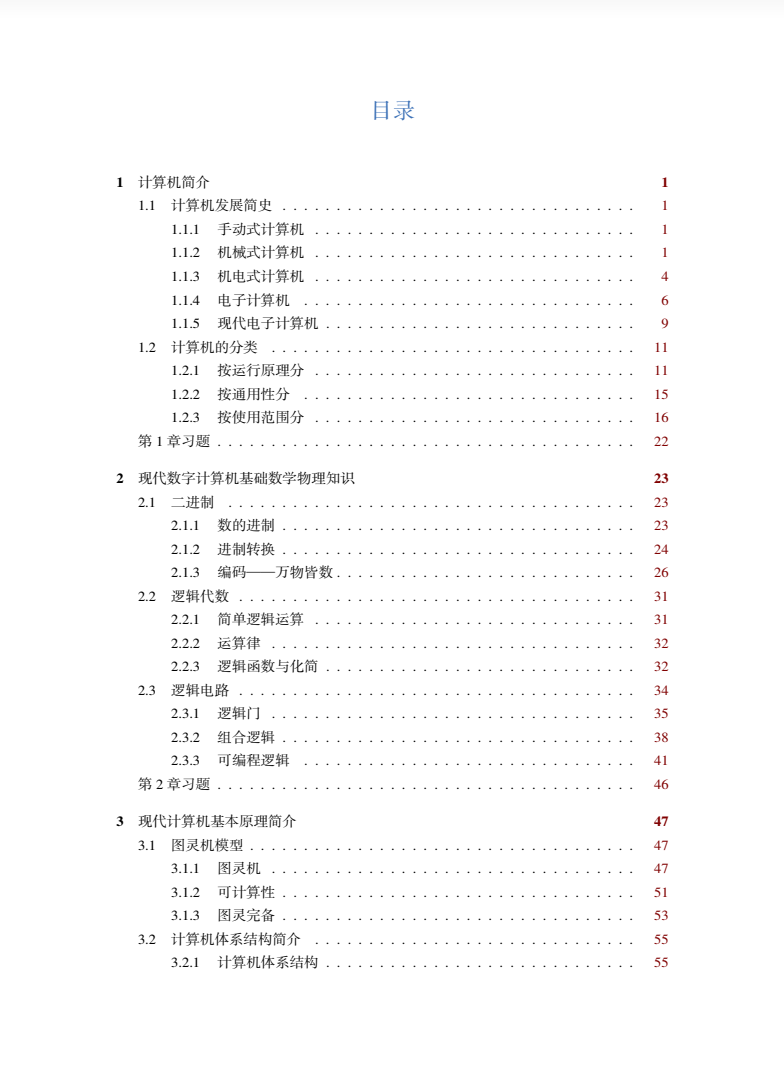 目录
1 计算机简介 1
1.1 计算机发展简史 . . . . . . . . . . . . . . . . . . . . . . . . . . . . . . . . . 1
1.1.1 手动式计算机 . . . . . . . . . . . . . . . . . . . . . . . . . . . . . . 1
1.1.2 机械式计算机 . . . . . . . . . . . . . . . . . . . . . . . . . . . . . . 1
1.1.3 机电式计算机 . . . . . . . . . . . . . . . . . . . . . . . . . . . . . . 4
1.1.4 电子计算机 . . . . . . . . . . . . . . . . . . . . . . . . . . . . . . . 6
1.1.5 现代电子计算机 . . . . . . . . . . . . . . . . . . . . . . . . . . . . . 9
1.2 计算机的分类 . . . . . . . . . . . . . . . . . . . . . . . . . . . . . . . . . . 11
1.2.1 按运行原理分 . . . . . . . . . . . . . . . . . . . . . . . . . . . . . . 11
1.2.2 按通用性分 . . . . . . . . . . . . . . . . . . . . . . . . . . . . . . . 15
1.2.3 按使用范围分 . . . . . . . . . . . . . . . . . . . . . . . . . . . . . . 16
第 1 章习题 . . . . . . . . . . . . . . . . . . . . . . . . . . . . . . . . . . . . . . . 22
2 现代数字计算机基础数学物理知识 23
2.1 二进制 . . . . . . . . . . . . . . . . . . . . . . . . . . . . . . . . . . . . . . 23
2.1.1 数的进制 . . . . . . . . . . . . . . . . . . . . . . . . . . . . . . . . . 23
2.1.2 进制转换 . . . . . . . . . . . . . . . . . . . . . . . . . . . . . . . . . 24
2.1.3 编码——万物皆数 . . . . . . . . . . . . . . . . . . . . . . . . . . . . 26
2.2 逻辑代数 . . . . . . . . . . . . . . . . . . . . . . . . . . . . . . . . . . . . . 31
2.2.1 简单逻辑运算 . . . . . . . . . . . . . . . . . . . . . . . . . . . . . . 31
2.2.2 运算律 . . . . . . . . . . . . . . . . . . . . . . . . . . . . . . . . . . 32
2.2.3 逻辑函数与化简 . . . . . . . . . . . . . . . . . . . . . . . . . . . . . 32
2.3 逻辑电路 . . . . . . . . . . . . . . . . . . . . . . . . . . . . . . . . . . . . . 34
2.3.1 逻辑门 . . . . . . . . . . . . . . . . . . . . . . . . . . . . . . . . . . 35
2.3.2 组合逻辑 . . . . . . . . . . . . . . . . . . . . . . . . . . . . . . . . . 38
2.3.3 可编程逻辑 . . . . . . . . . . . . . . . . . . . . . . . . . . . . . . . 41
第 2 章习题 . . . . . . . . . . . . . . . . . . . . . . . . . . . . . . . . . . . . . . . 46
3 现代计算机基本原理简介 47
3.1 图灵机模型 . . . . . . . . . . . . . . . . . . . . . . . . . . . . . . . . . . . . 47
3.1.1 图灵机 . . . . . . . . . . . . . . . . . . . . . . . . . . . . . . . . . . 47
3.1.2 可计算性 . . . . . . . . . . . . . . . . . . . . . . . . . . . . . . . . . 51
3.1.3 图灵完备 . . . . . . . . . . . . . . . . . . . . . . . . . . . . . . . . . 53
3.2 计算机体系结构简介 . . . . . . . . . . . . . . . . . . . . . . . . . . . . . . 55
3.2.1 计算机体系结构 . . . . . . . . . . . . . . . . . . . . . . . . . . . . . 55